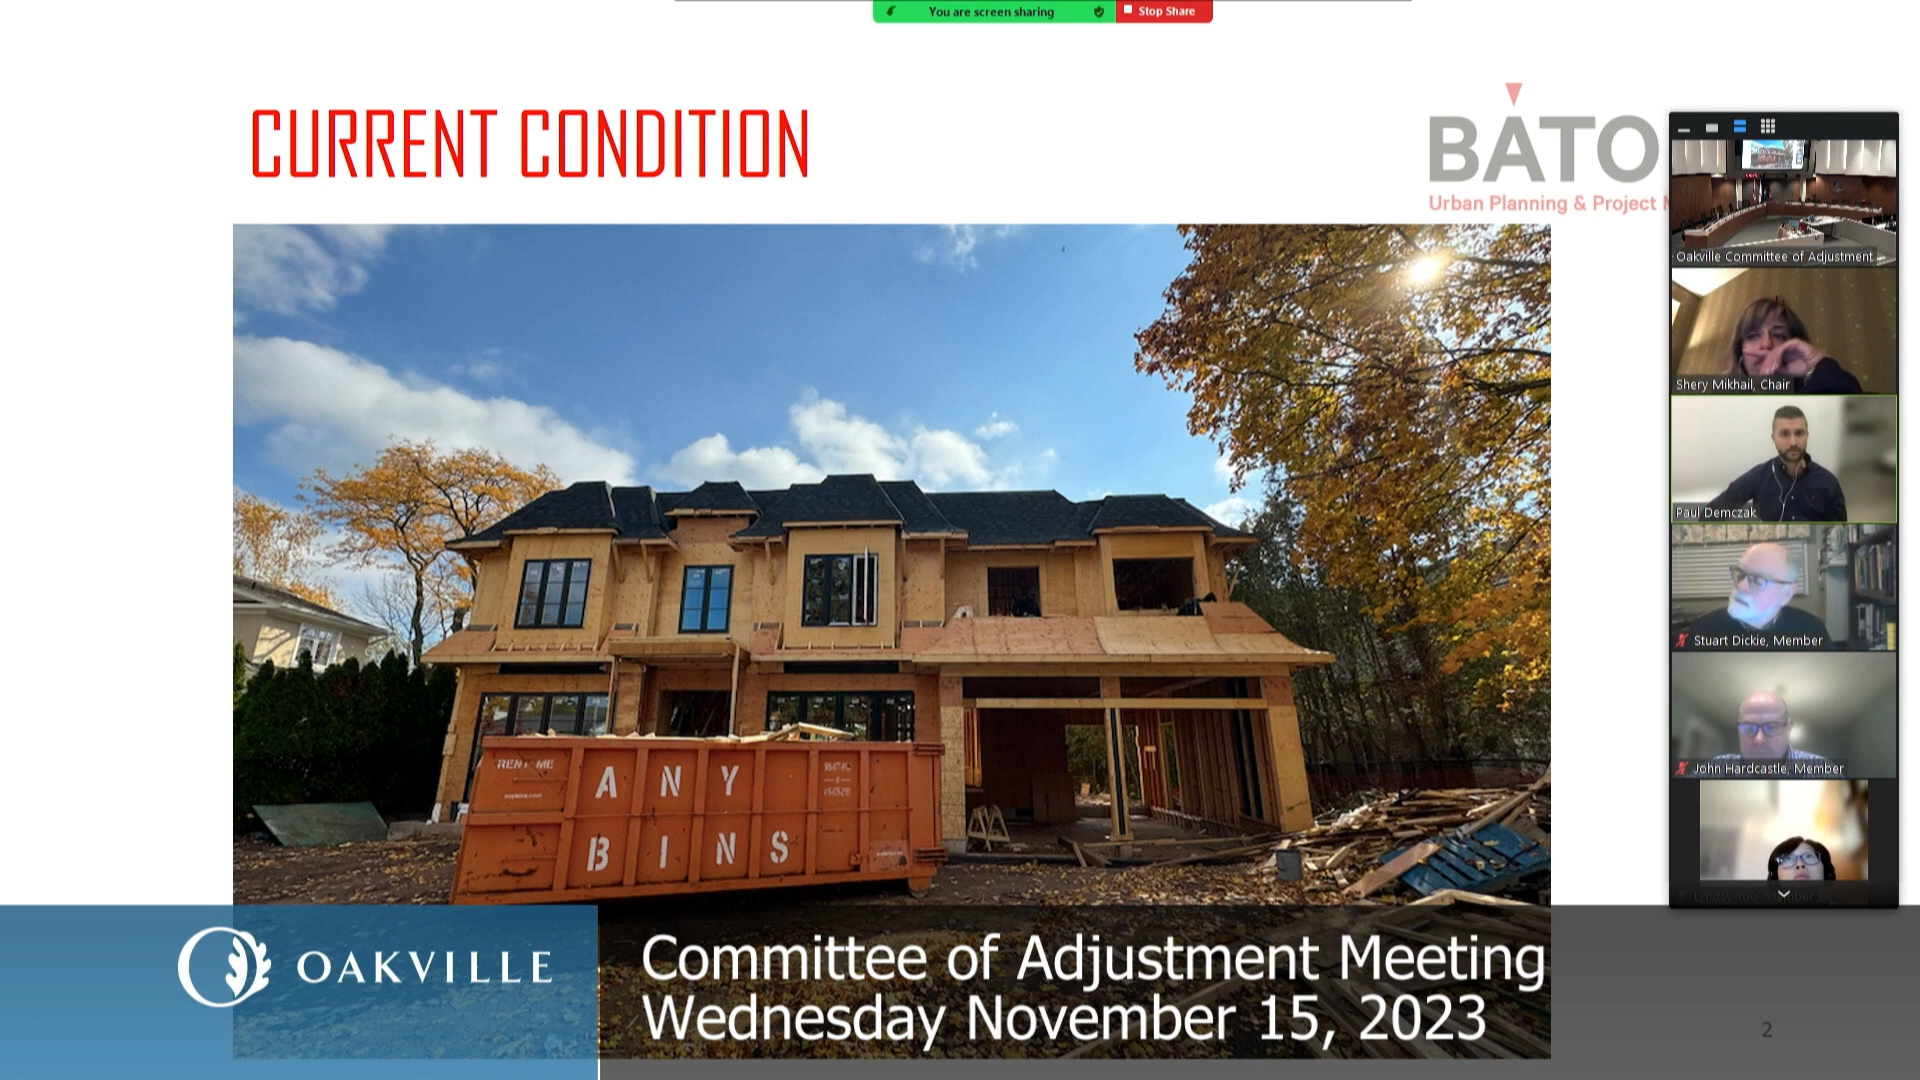 You are screen sharing
Stop Share
CURRENT CONDITION
BATO
Urban Planning & Project
Oakville Committee of Adjustment
Shery Mikhail, Chair
Paul Demczak
Stuart Dickie, Member
John Hardcastle, Member
RENT ME
anybins.com
ANY
BINS
OAKVILLE
Committee of Adjustment Meeting
Wednesday November 15, 2023
2